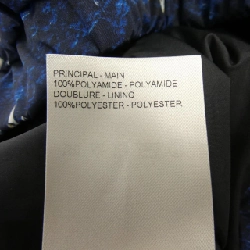 PRINCIPAL - MAIN
100%POLYAMIDE - POLYAMIDE
DOUBLURE - LINING
100%POLYESTER - POLYESTER